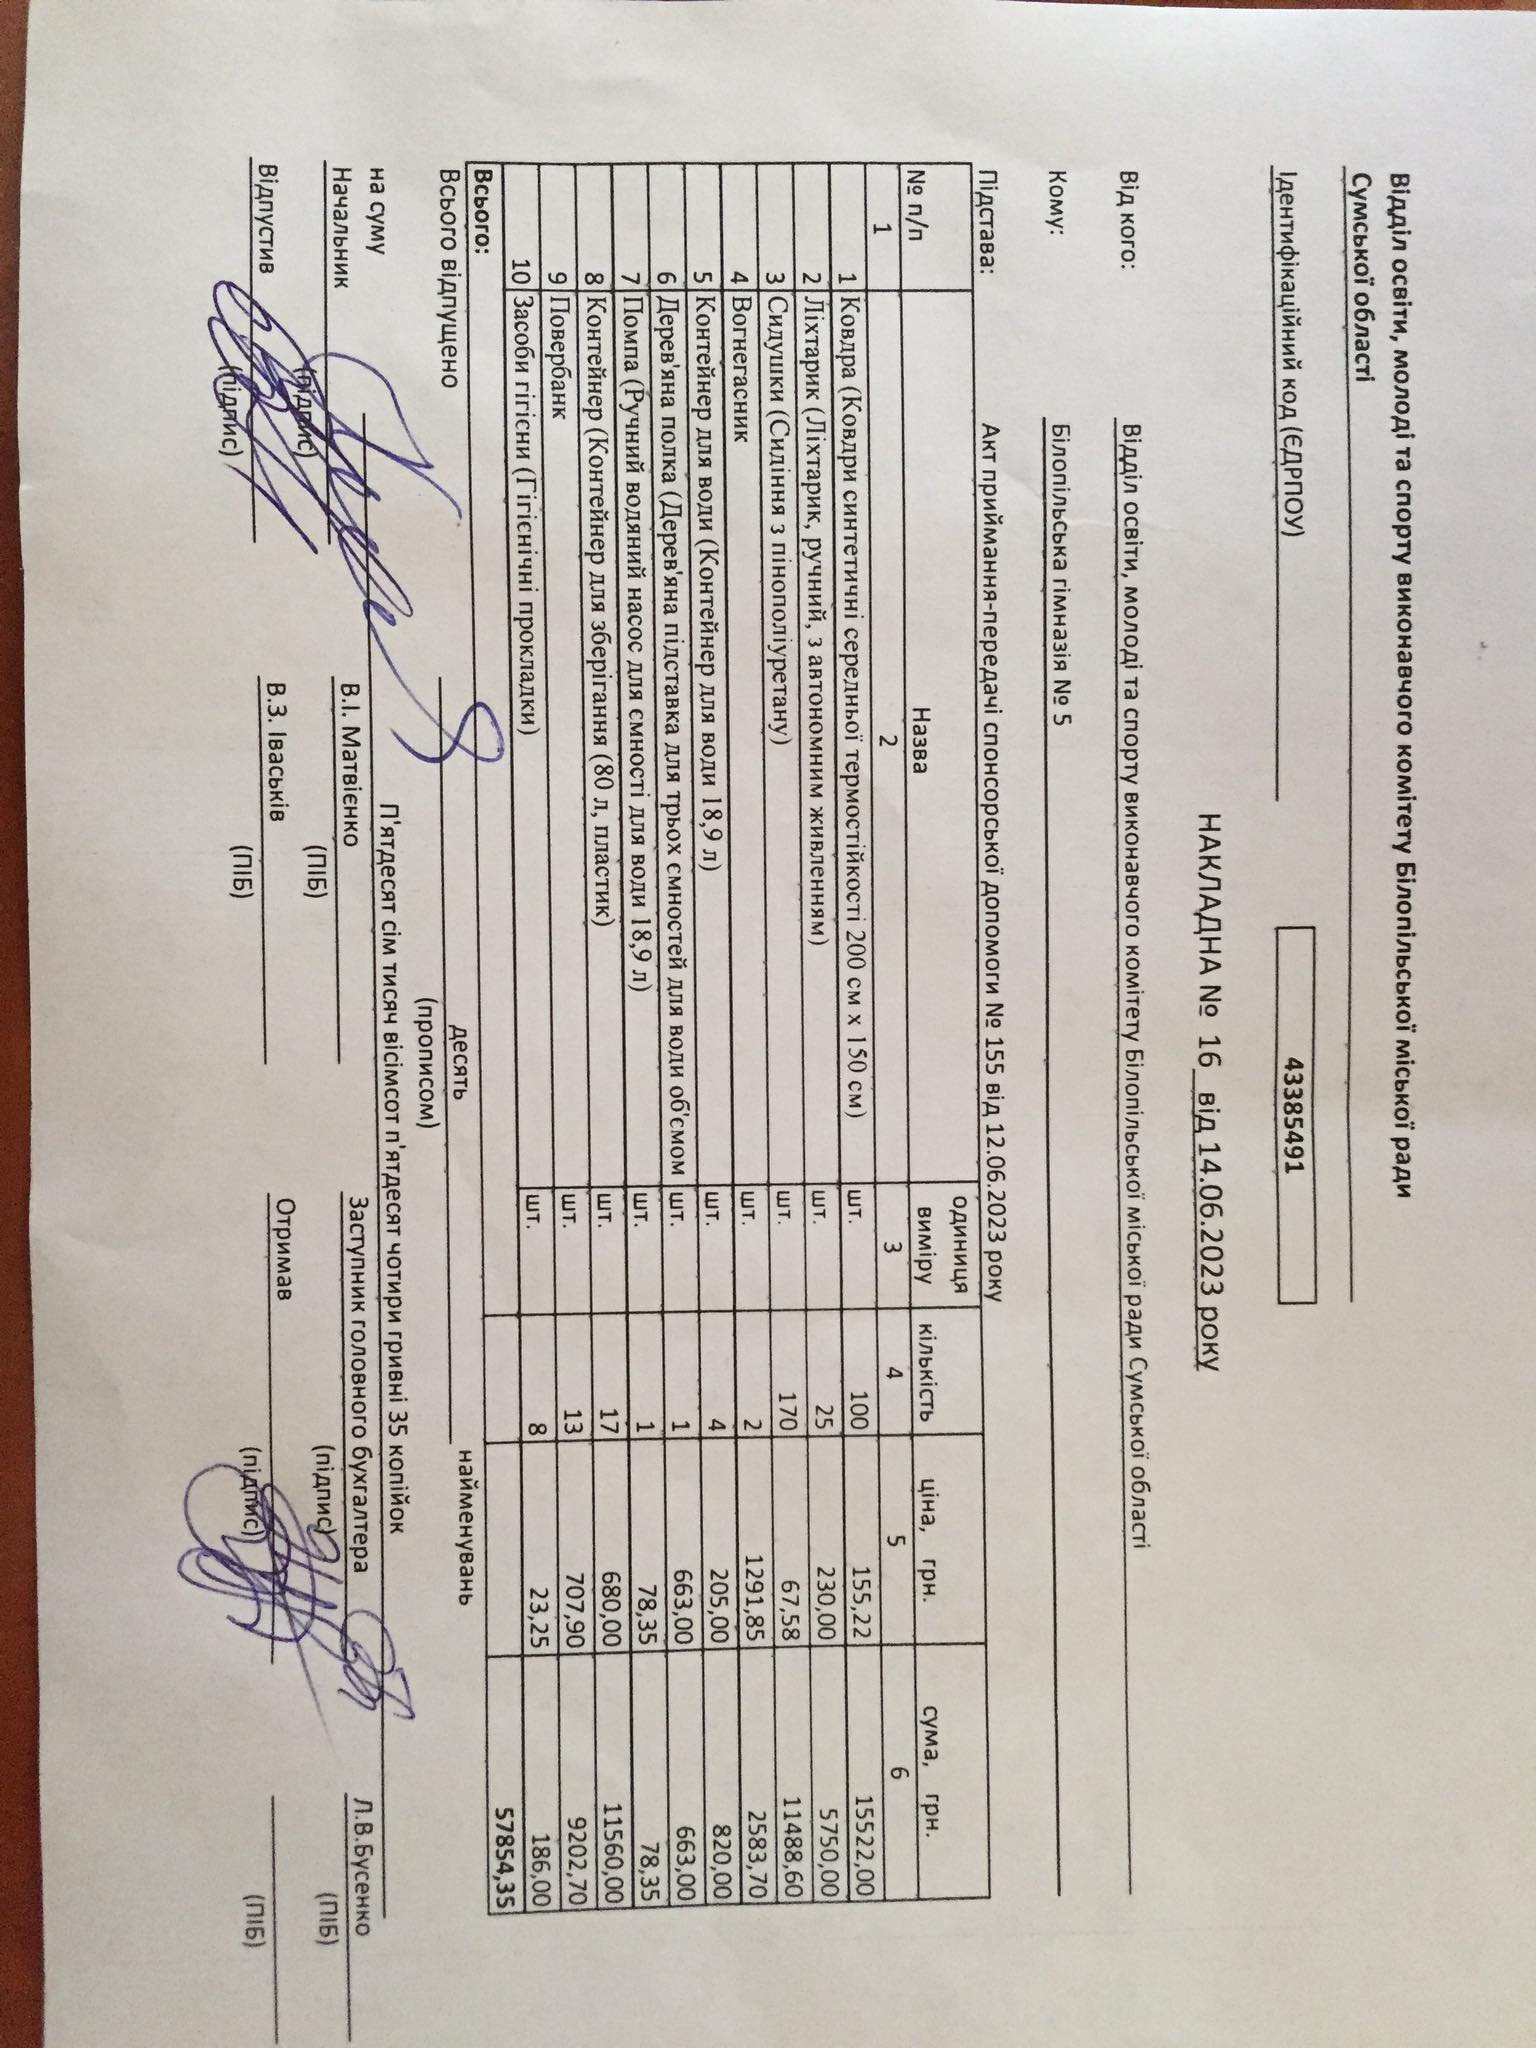 Відділ освіти, молоді та спорту виконавчого комітету Білопільської міської ради
Сумської області
Ідентифікаційний код (ЄДРПОУ) 43385491
НАКЛАДНА № 16 від 14.06.2023 року
Від кого: Відділ освіти, молоді та спорту виконавчого комітету Білопільської міської ради Сумської області
Кому: Білопільська гімназія № 5
Підстава: Акт приймання-передачі спонсорської допомоги № 155 від 12.06.2023 року
№ п/п Назва одиниця виміру кількість ціна, грн. сума, грн.
1 2 3 4 5 6
1 Ковдра (Ковдри синтетичні середньої термостійкості 200 см х 150 см) шт. 100 155,22 15522,00
2 Ліхтарик (Ліхтарик, ручний, з автономним живленням) шт. 25 230,00 5750,00
3 Сидушки (Сидіння з пінополіуретану) шт. 170 67,58 11488,60
4 Вогнегасник шт. 2 1291,85 2583,70
5 Контейнер для води (Контейнер для води 18,9 л) шт. 4 205,00 820,00
6 Дерев'яна полка (Дерев'яна підставка для трьох ємностей для води об'ємом шт. 1 663,00 663,00
7 Помпа (Ручний водяний насос для ємності для води 18,9 л) шт. 1 78,35 78,35
8 Контейнер (Контейнер для зберігання (80 л, пластик) шт. 17 680,00 11560,00
9 Повербанк шт. 13 707,90 9202,70
10 Засоби гігієни (Гігієнічні прокладки) шт. 8 23,25 186,00
Всього: 57854,35
Всього відпущено десять найменувань
(прописом)
на суму П'ятдесят сім тисяч вісімсот п'ятдесят чотири гривні 35 копійок
Начальник В.І. Матвієнко Заступник головного бухгалтера Л.В.Бусенко
(підпис) (ПІБ) (підпис) (ПІБ)
Відпустив В.З. Іваськів Отримав
(підпис) (ПІБ) (підпис) (ПІБ)